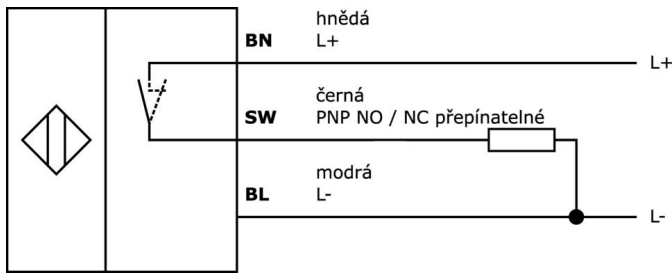 hnědá
BN L+
L+
černá
SW PNP NO / NC přepínatelné
modrá
BL L-
L-